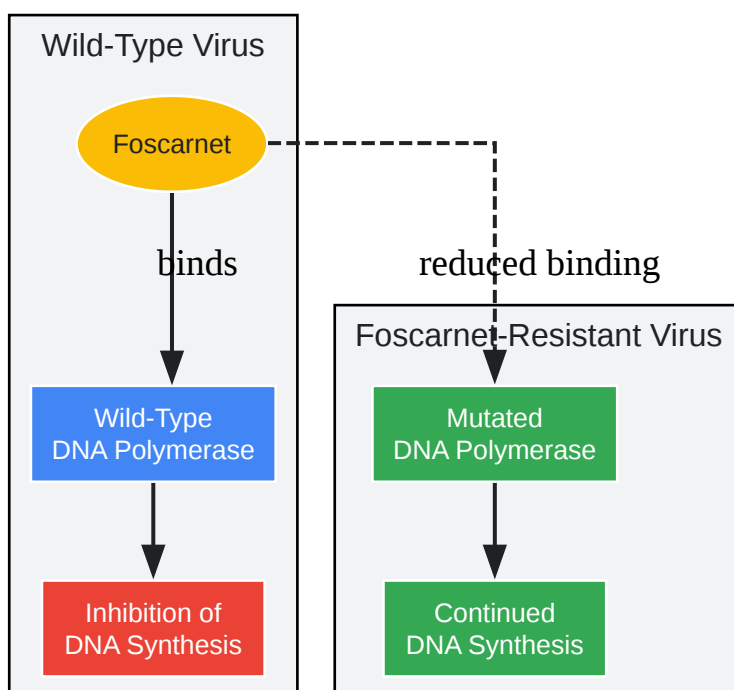 Wild-Type Virus
Foscarnet
binds
reduced binding
Foscarnet-Resistant Virus
Wild-Type
DNA Polymerase
Mutated
DNA Polymerase
Inhibition of
DNA Synthesis
Continued
DNA Synthesis